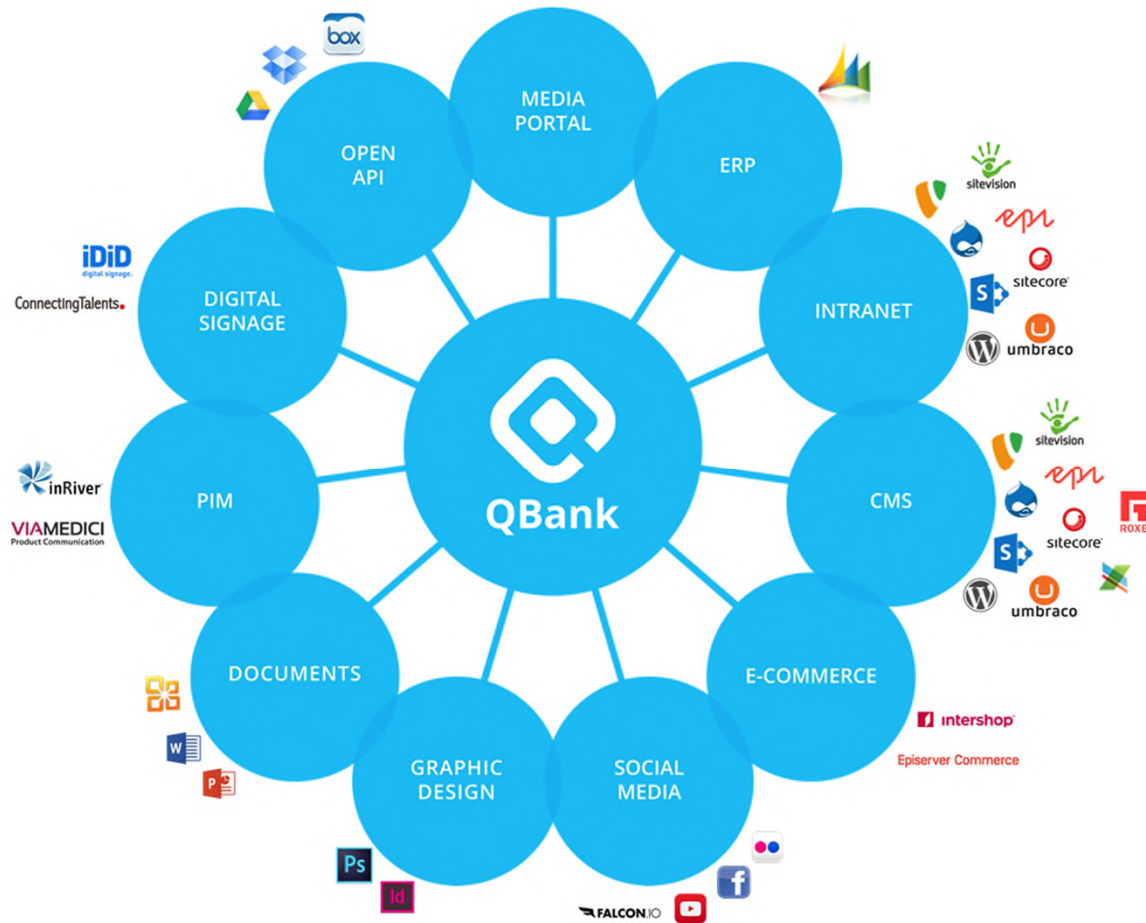 box
MEDIA
PORTAL
OPEN
API
ERP
sitevision
epi
sitecore
S
W
umbraco
INTRANET
iDiD
digital signage.
ConnectingTalents.
DIGITAL
SIGNAGE
QBank
sitevision
epi
sitecore
S
W
umbraco
ROXE
CMS
inRiver
VIAMEDICI
Product Communication
PIM
DOCUMENTS
W
P
E-COMMERCE
intershop
Episerver Commerce
GRAPHIC
DESIGN
Ps
Id
SOCIAL
MEDIA
f
FALCON.IO